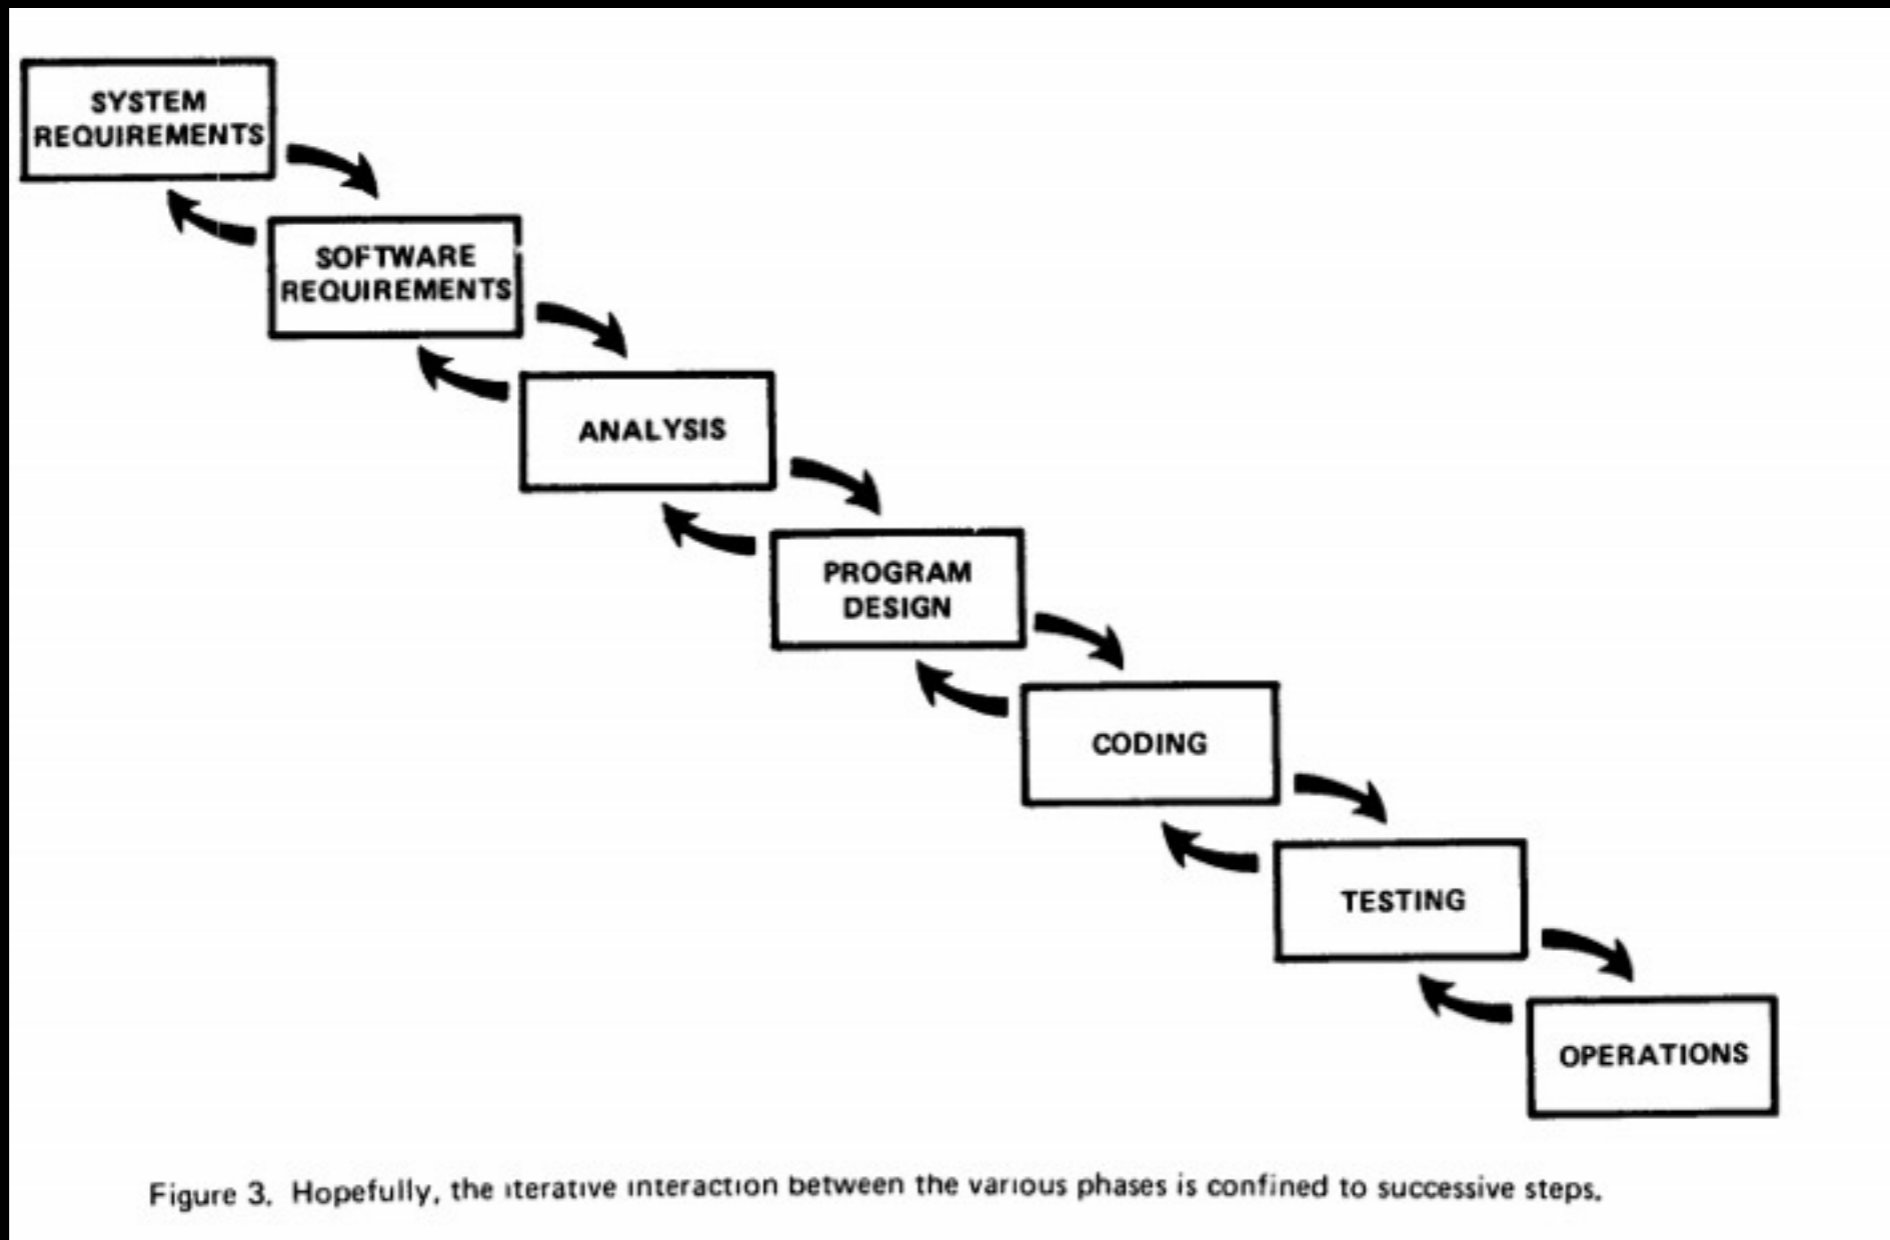 SYSTEM
REQUIREMENTS
SOFTWARE
REQUIREMENTS
ANALYSIS
PROGRAM
DESIGN
CODING
TESTING
OPERATIONS
Figure 3. Hopefully, the iterative interaction between the various phases is confined to successive steps.